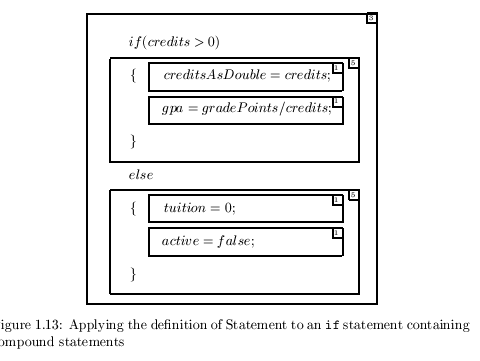 3
if(credits > 0)
5
{ creditsAsDouble = credits; 1
gpa = gradePoints/credits; 1
}
else
5
{ tuition = 0; 1
active = false; 1
}
igure 1.13: Applying the definition of Statement to an if statement containing
ompound statements